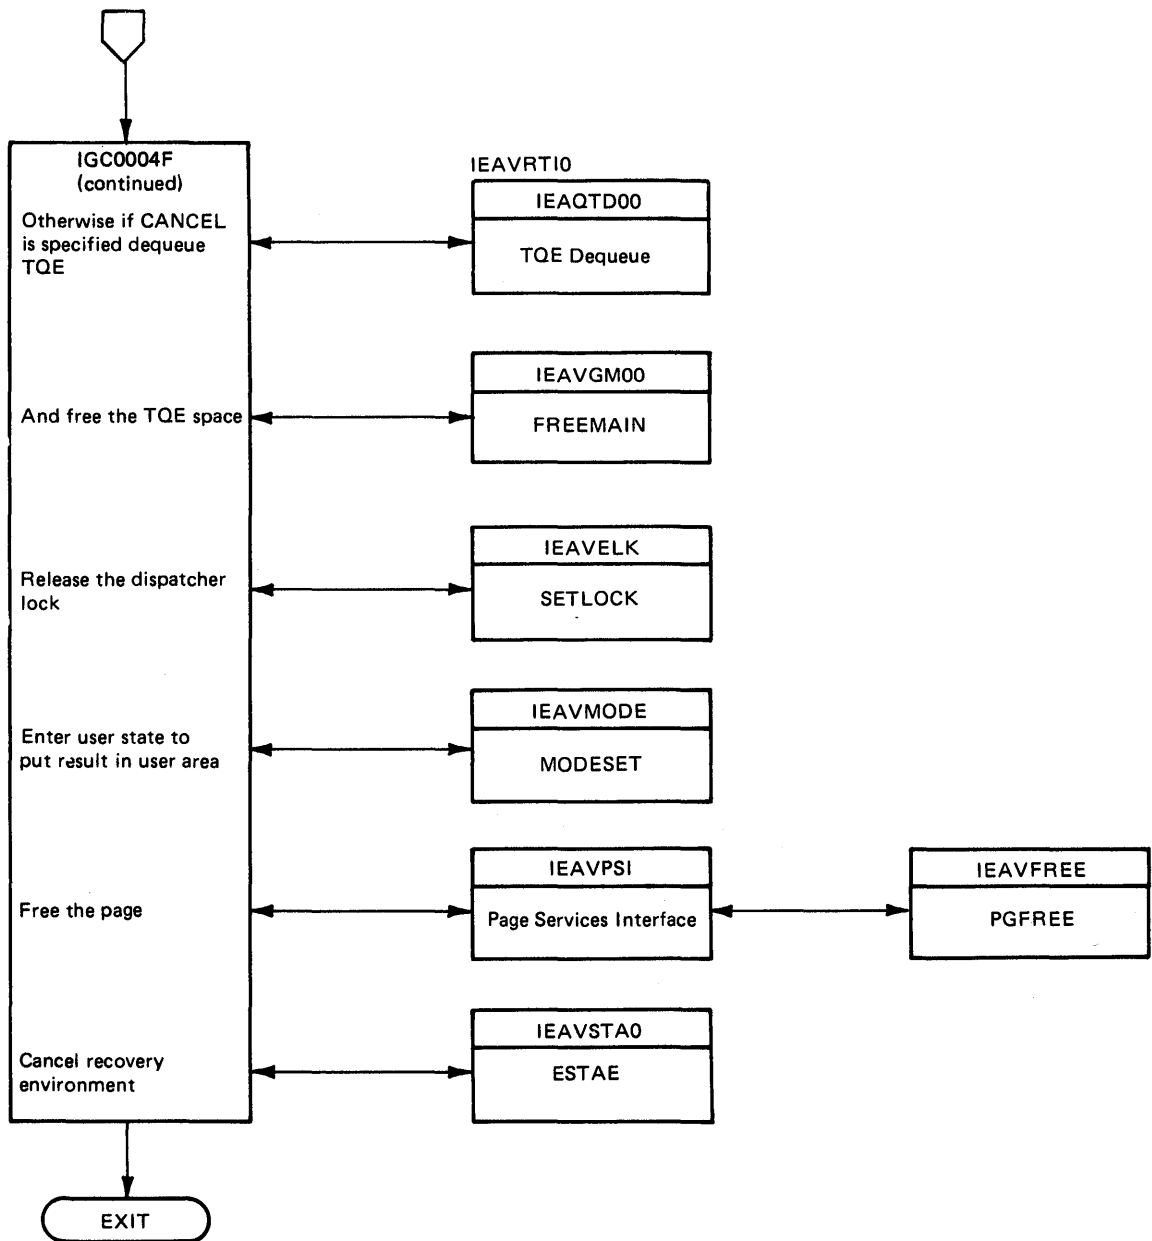 IGC0004F
(continued)
Otherwise if CANCEL
is specified dequeue
TQE
IEAVRTI0
IEAQTD00
TQE Dequeue
And free the TQE space
IEAVGM00
FREEMAIN
Release the dispatcher
lock
IEAVELK
SETLOCK
Enter user state to
put result in user area
IEAVMODE
MODESET
Free the page
IEAVPSI
Page Services Interface
IEAVFREE
PGFREE
Cancel recovery
environment
IEAVSTA0
ESTAE
EXIT